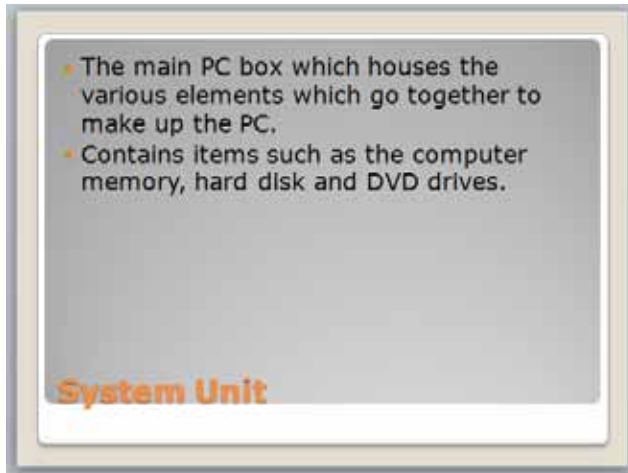 The main PC box which houses the
various elements which go together to
make up the PC.
Contains items such as the computer
memory, hard disk and DVD drives.
System Unit